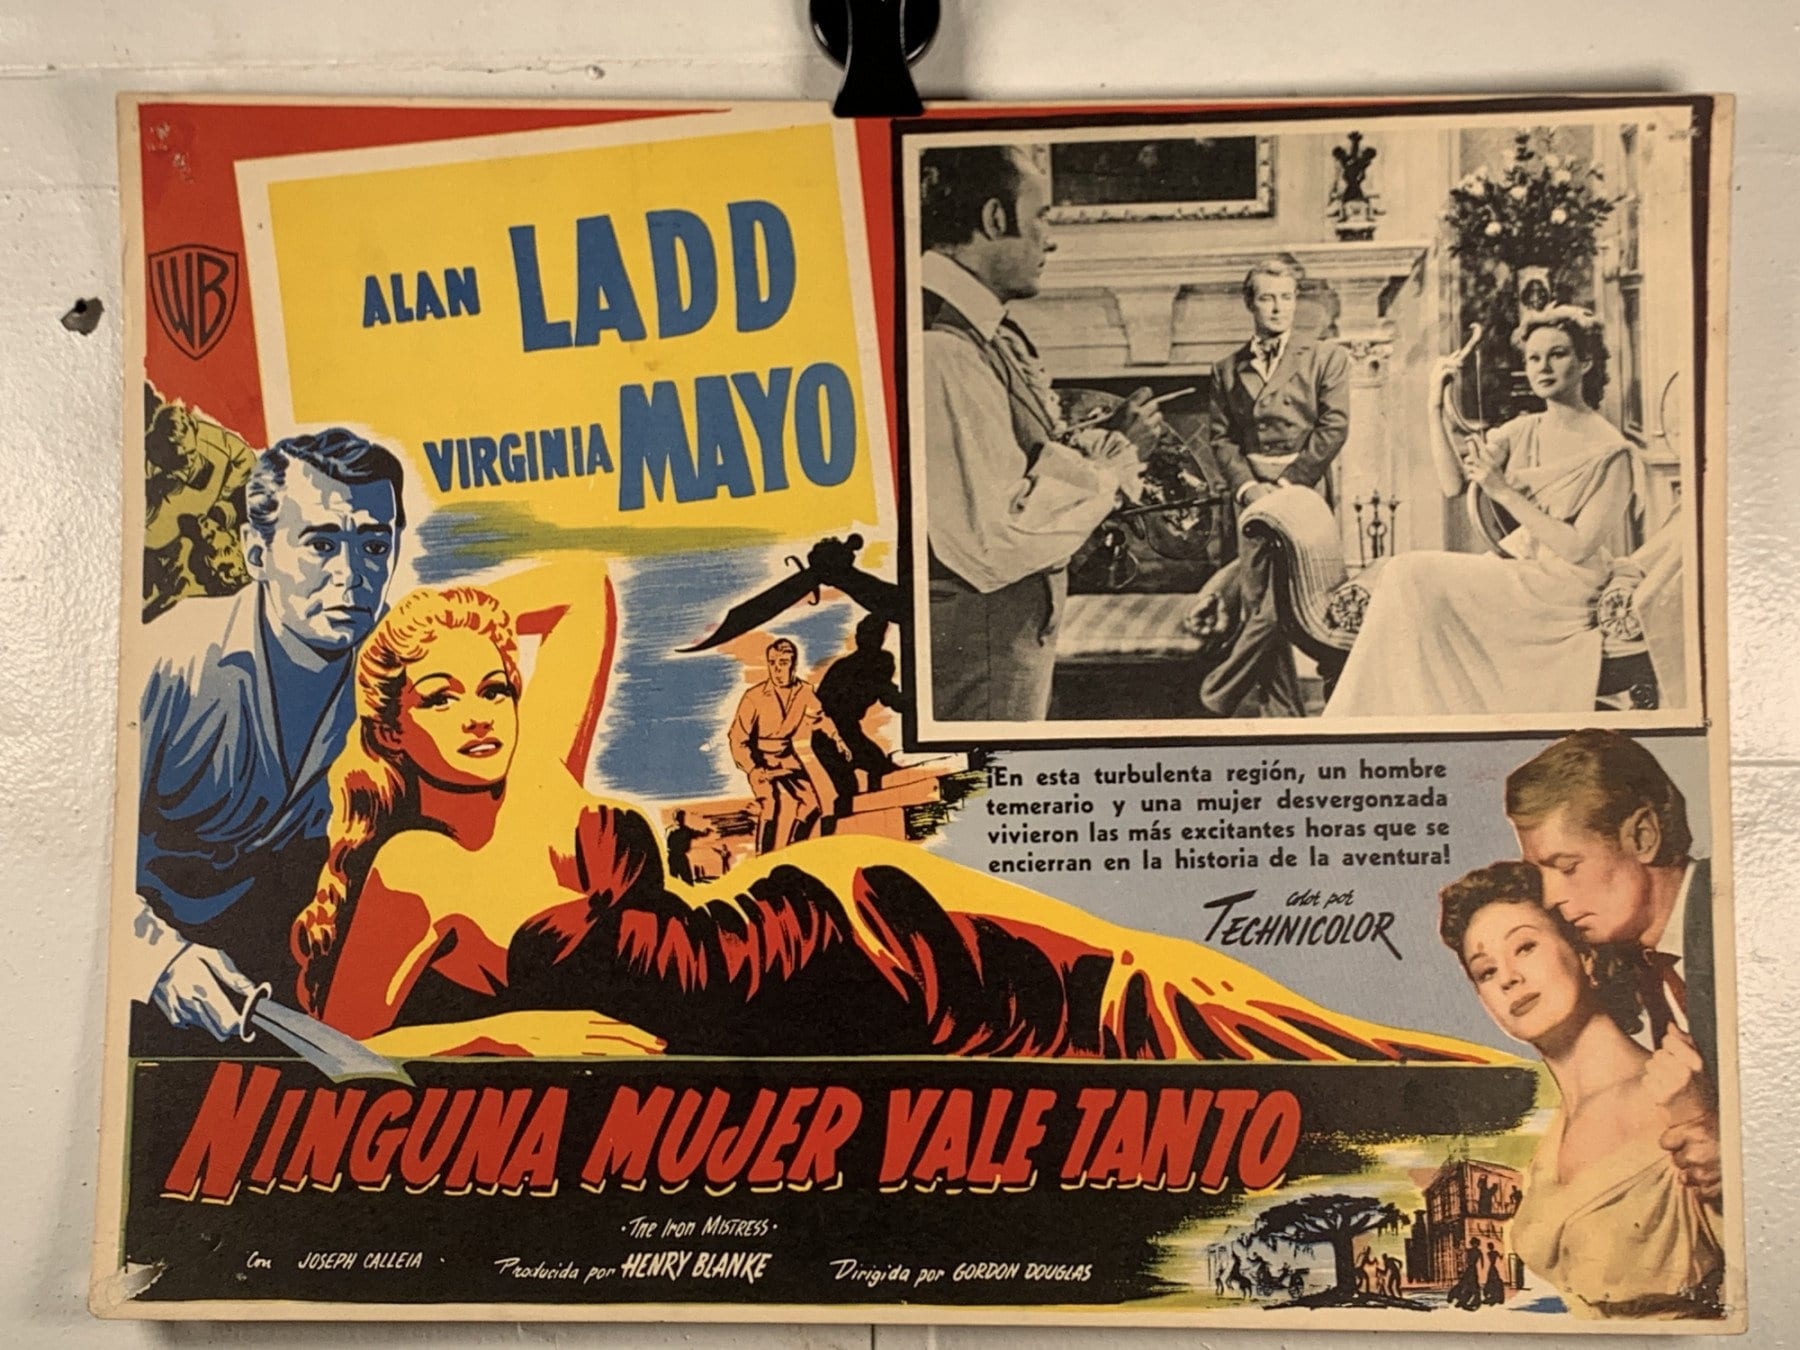 WB
ALAN LADD
VIRGINIA MAYO
¡En esta turbulenta región, un hombre
temerario y una mujer desvergonzada
vivieron las más excitantes horas que se
encierran en la historia de la aventura!
Color por
TECHNICOLOR
NINGUNA MUJER VALE TANTO
·THE IRON MISTRESS·
Con JOSEPH CALLEIA · Producida por HENRY BLANKE Dirigida por GORDON DOUGLAS